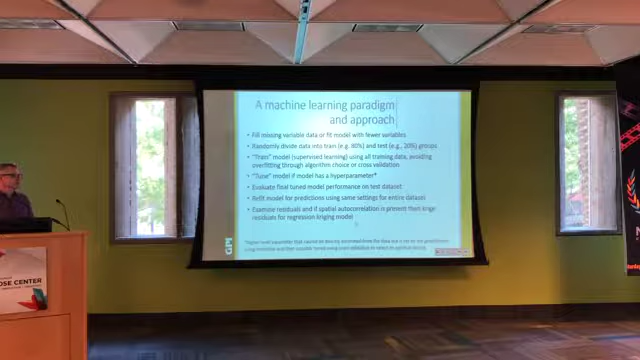 A machine learning paradigm
and approach
• Fill missing variable data or fit model with fewer variables
• Randomly divide data into train (e.g. 80%) and test (e.g., 20%) groups
• "Train" model (supervised learning) using all training data, avoiding
overfitting through algorithm choice or cross validation
• "Tune" model if model has a hyperparameter*
• Evaluate final tuned model performance on test dataset
• Refit model for predictions using same settings for entire dataset
• Examine residuals and if spatial autocorrelation is present then krige
residuals for regression kriging model
GPI
OSE CENTER